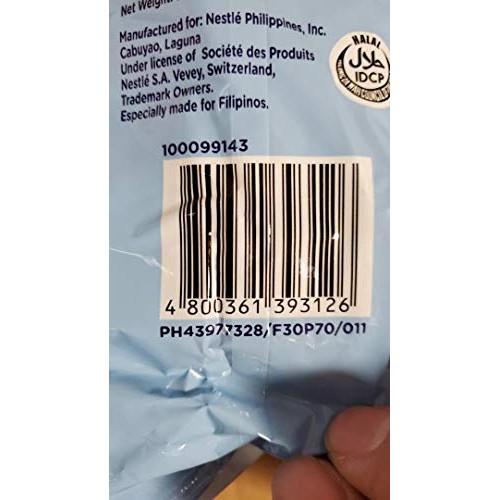 Net Weight:
Manufactured for: Nestlé Philippines, Inc.
Cabuyao, Laguna
Under license of Société des Produits
Nestlé S.A. Vevey, Switzerland,
Trademark Owners.
Especially made for Filipinos.
HALAL
حلال
IDCP
100099143
4 800361 393126
PH43977328/F30P70/011